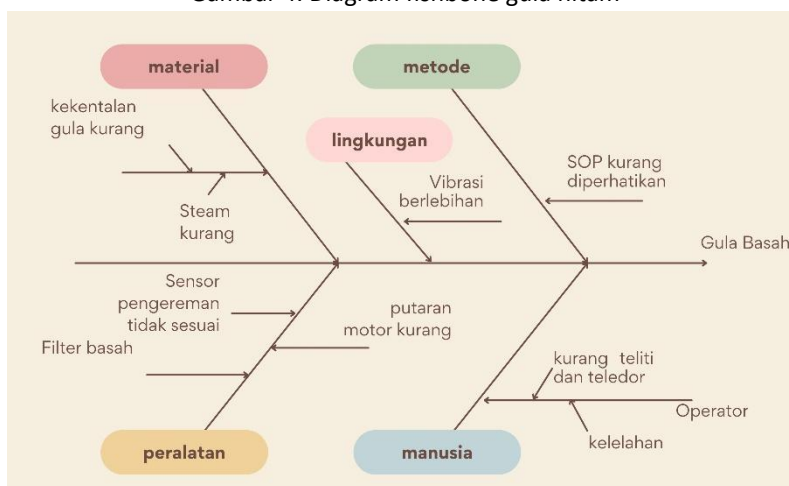 Gambar 4. Diagram fishbone gula hitam
material
metode
kekentalan
gula kurang
lingkungan
Steam
kurang
Vibrasi
berlebihan
SOP kurang
diperhatikan
Gula Basah
Sensor
pengereman
tidak sesuai
putaran
motor kurang
Filter basah
kurang teliti
dan teledor
Operator
kelelahan
peralatan
manusia